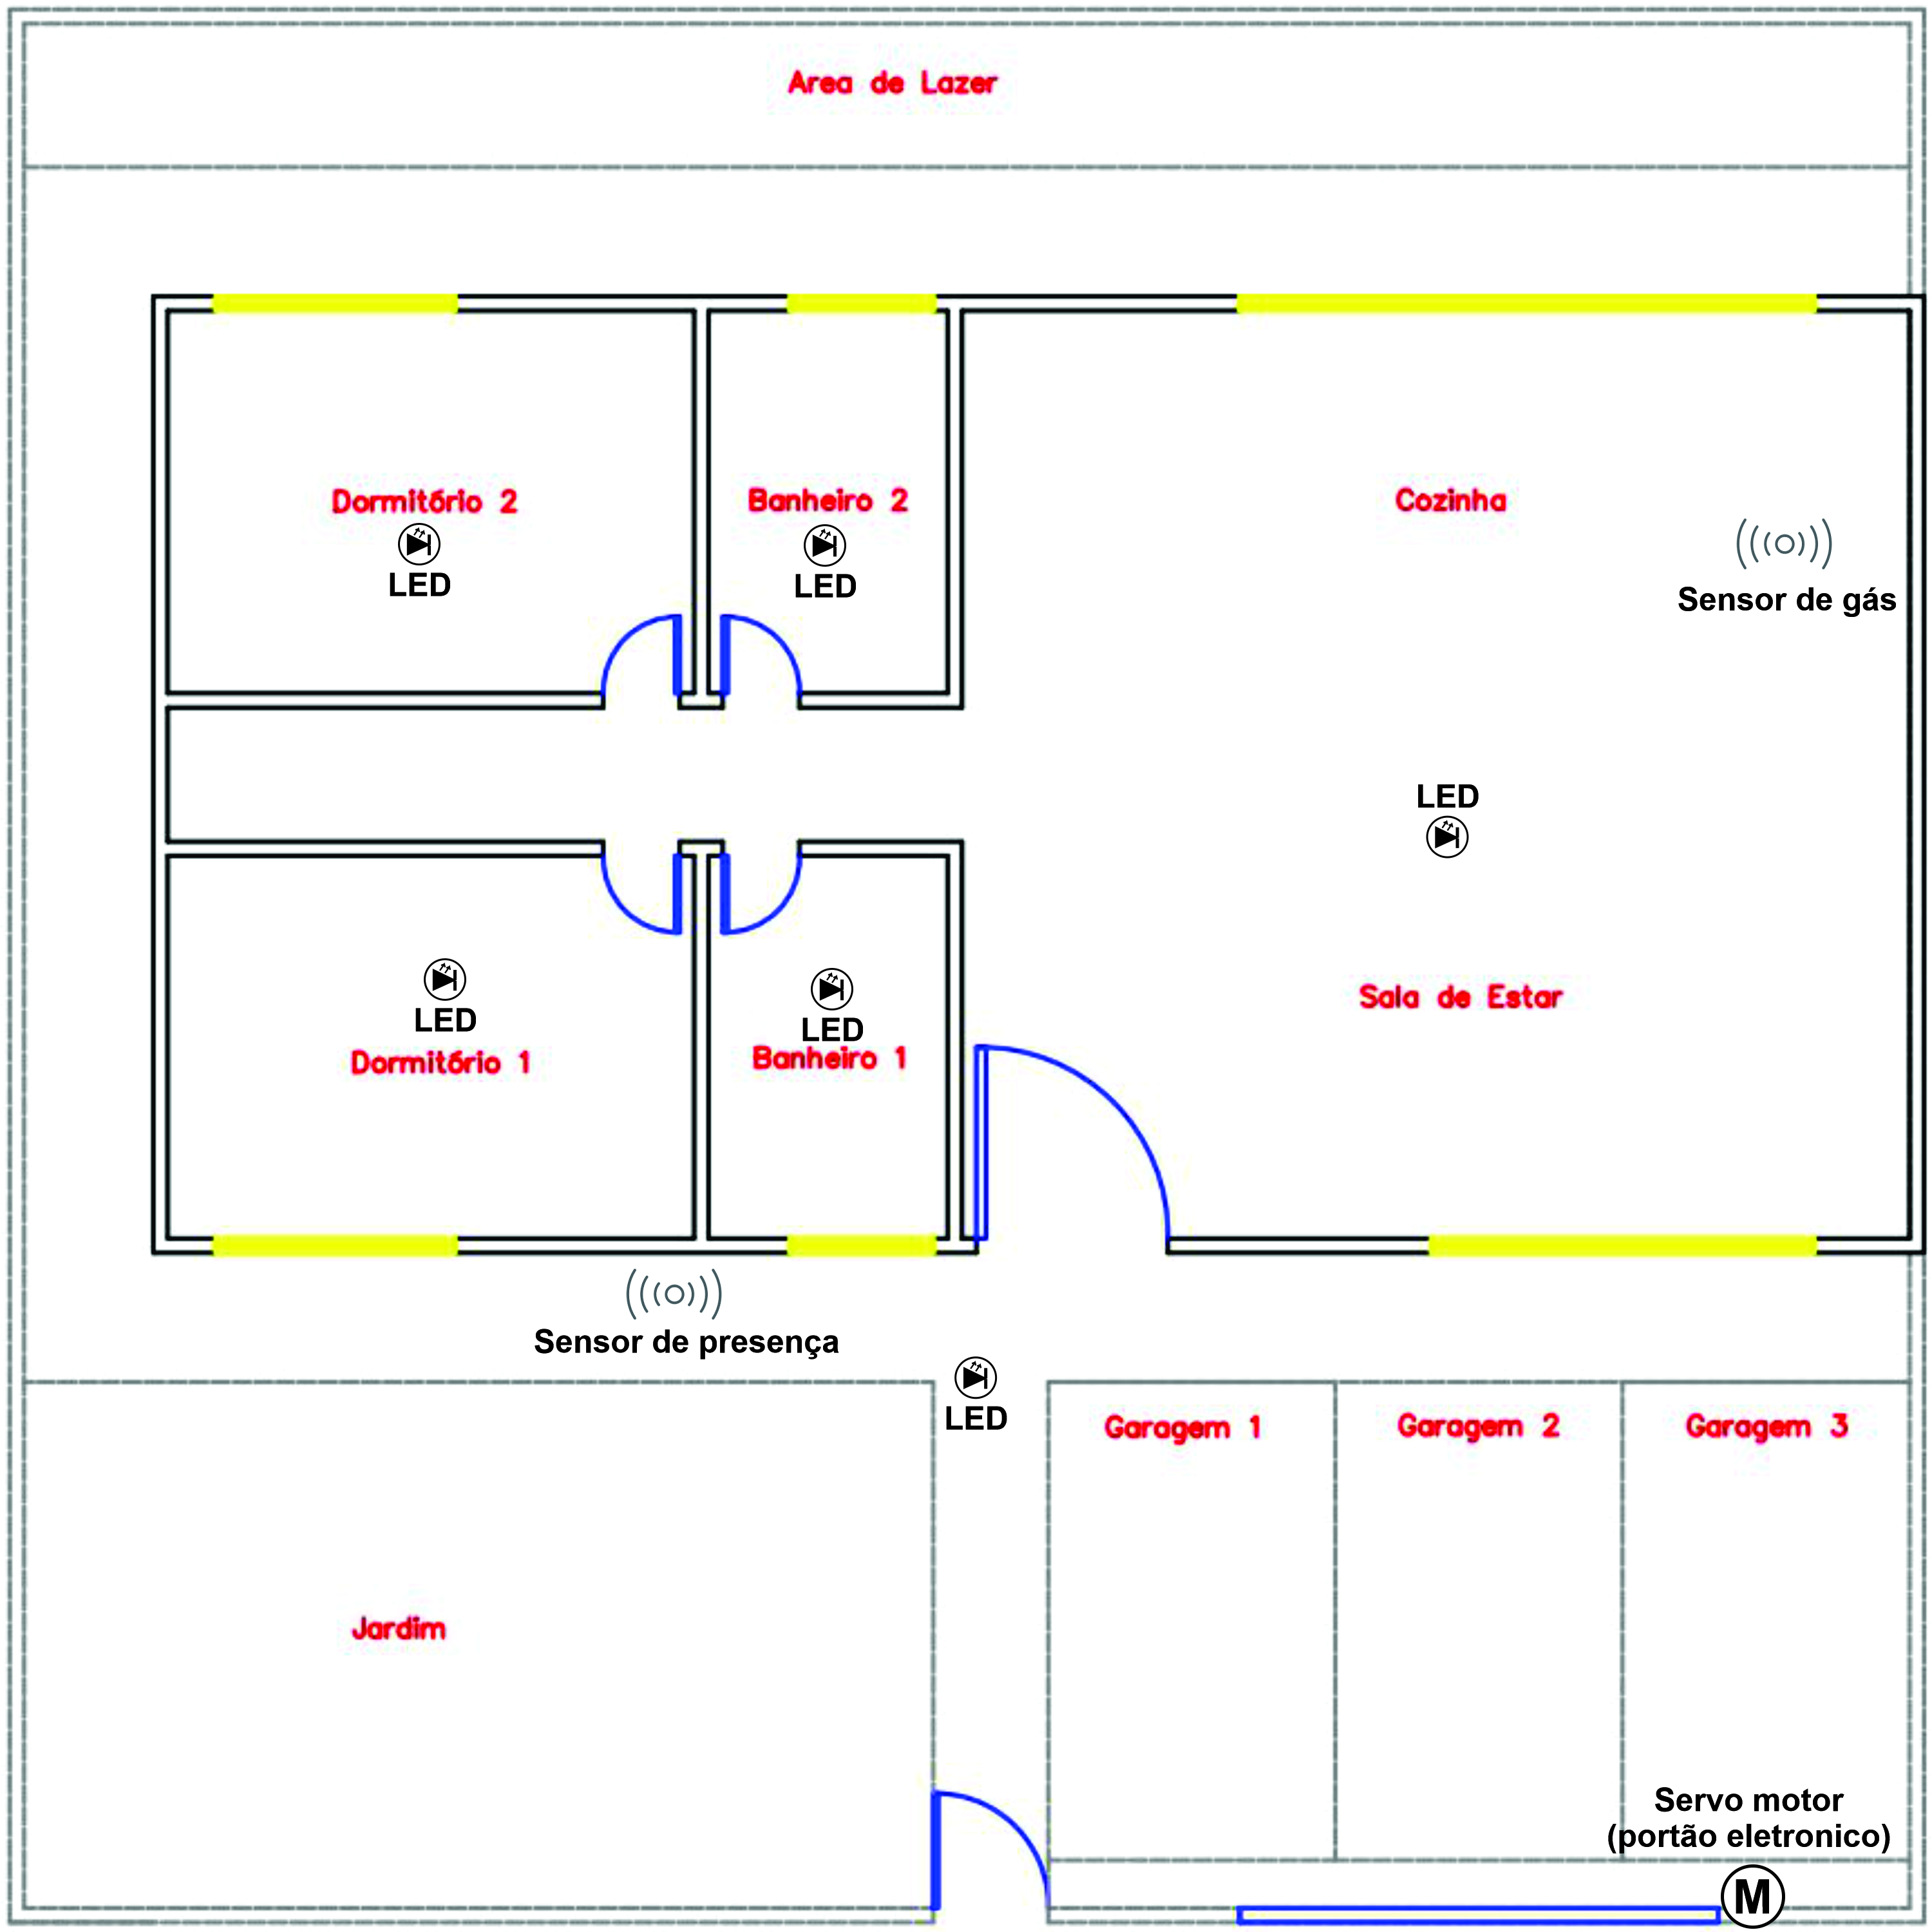 Area de Lazer
Dormitório 2
LED
Banheiro 2
LED
Cozinha
Sensor de gás
LED
Sala de Estar
LED
Dormitório 1
LED
Banheiro 1
Sensor de presença
LED
Garagem 1
Garagem 2
Garagem 3
Jardim
Servo motor
(portão eletronico)
M